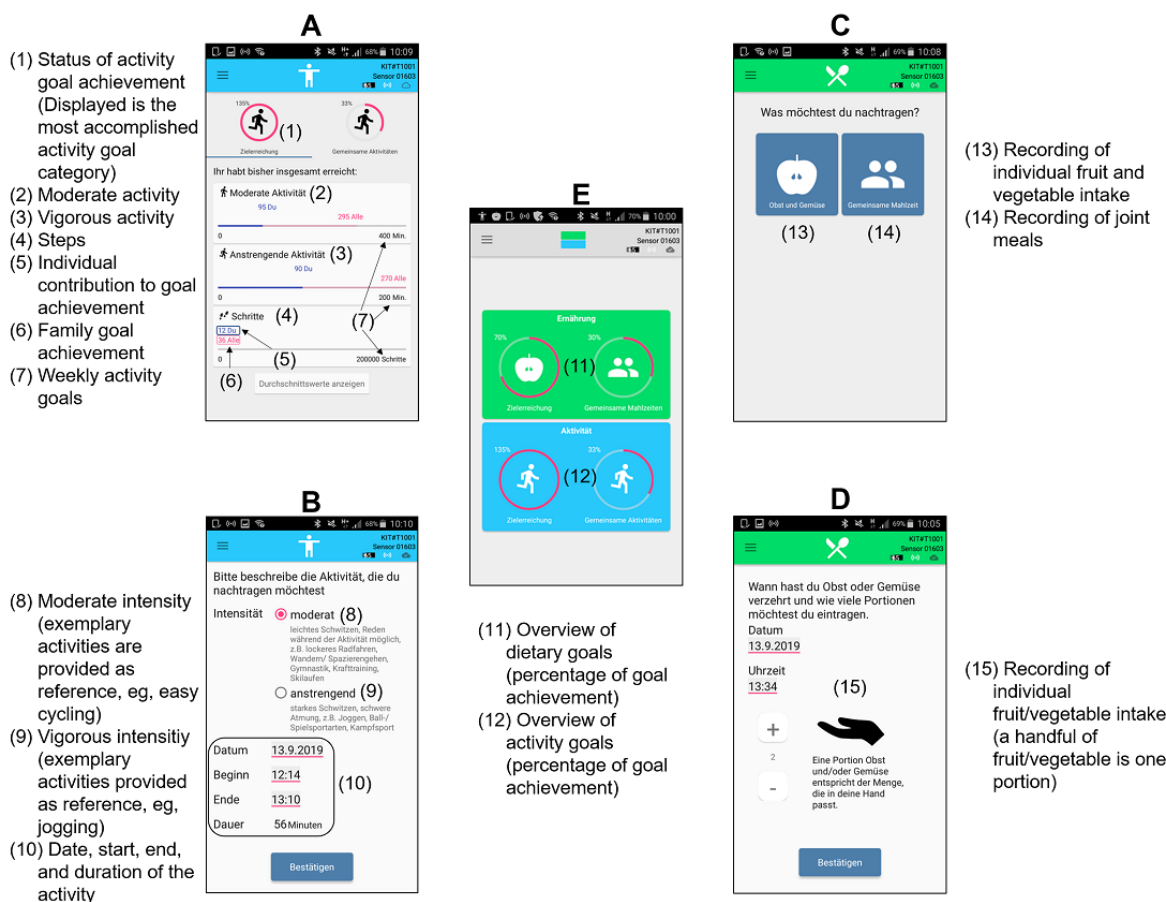 A
(1) Status of activity
goal achievement
(Displayed is the
most accomplished
activity goal
category)
(2) Moderate activity
(3) Vigorous activity
(4) Steps
(5) Individual
contribution to goal
achievement
(6) Family goal
achievement
(7) Weekly activity
goals
68% 10:09
KIT#T1001
Sensor 01603
135%
33%
(1)
Zielerreichung
Gemeinsame Aktivitäten
Ihr habt bisher insgesamt erreicht:
Moderate Aktivität (2)
95 Du
295 Alle
0
400 Min.
Anstrengende Aktivität (3)
90 Du
270 Alle
0
200 Min.
Schritte (4)
(7)
12 Du
36 Alle
0
200000 Schritte
(5)
(6)
Durchschnittswerte anzeigen
B
(8) Moderate intensity
(exemplary
activities are
provided as
reference, eg, easy
cycling)
(9) Vigorous intensitiy
(exemplary
activities provided
as reference, eg,
jogging)
(10) Date, start, end,
and duration of the
activity
68% 10:10
KIT#T1001
Sensor 01603
Bitte beschreibe die Aktivität, die du
nachtragen möchtest
Intensität
moderat (8)
leichtes Schwitzen, Reden
während der Aktivität möglich,
z.B. lockeres Radfahren,
Wandern/ Spazierengehen,
Gymnastik, Krafttraining,
Skilaufen
anstrengend (9)
starkes Schwitzen, schwere
Atmung, z.B. Joggen, Ball-/
Spielsportarten, Kampfsport
Datum 13.9.2019
Beginn 12:14
(10)
Ende 13:10
Dauer 56 Minuten
Bestätigen
E
70% 10:00
KIT#T1001
Sensor 01603
Ernährung
70%
30%
(11)
Zielerreichung
Gemeinsame Mahlzeiten
Aktivität
135%
33%
(12)
Zielerreichung
Gemeinsame Aktivitäten
(11) Overview of
dietary goals
(percentage of goal
achievement)
(12) Overview of
activity goals
(percentage of goal
achievement)
C
69% 10:08
KIT#T1001
Sensor 01603
Was möchtest du nachtragen?
Obst und Gemüse
Gemeinsame Mahlzeit
(13)
(14)
(13) Recording of
individual fruit and
vegetable intake
(14) Recording of joint
meals
D
69% 10:05
KIT#T1001
Sensor 01603
Wann hast du Obst oder Gemüse
verzehrt und wie viele Portionen
möchtest du eintragen.
Datum
13.9.2019
Uhrzeit
13:34
(15)
+
2
-
Eine Portion Obst
und/oder Gemüse
entspricht der Menge,
die in deine Hand
passt.
Bestätigen
(15) Recording of
individual
fruit/vegetable intake
(a handful of
fruit/vegetable is one
portion)